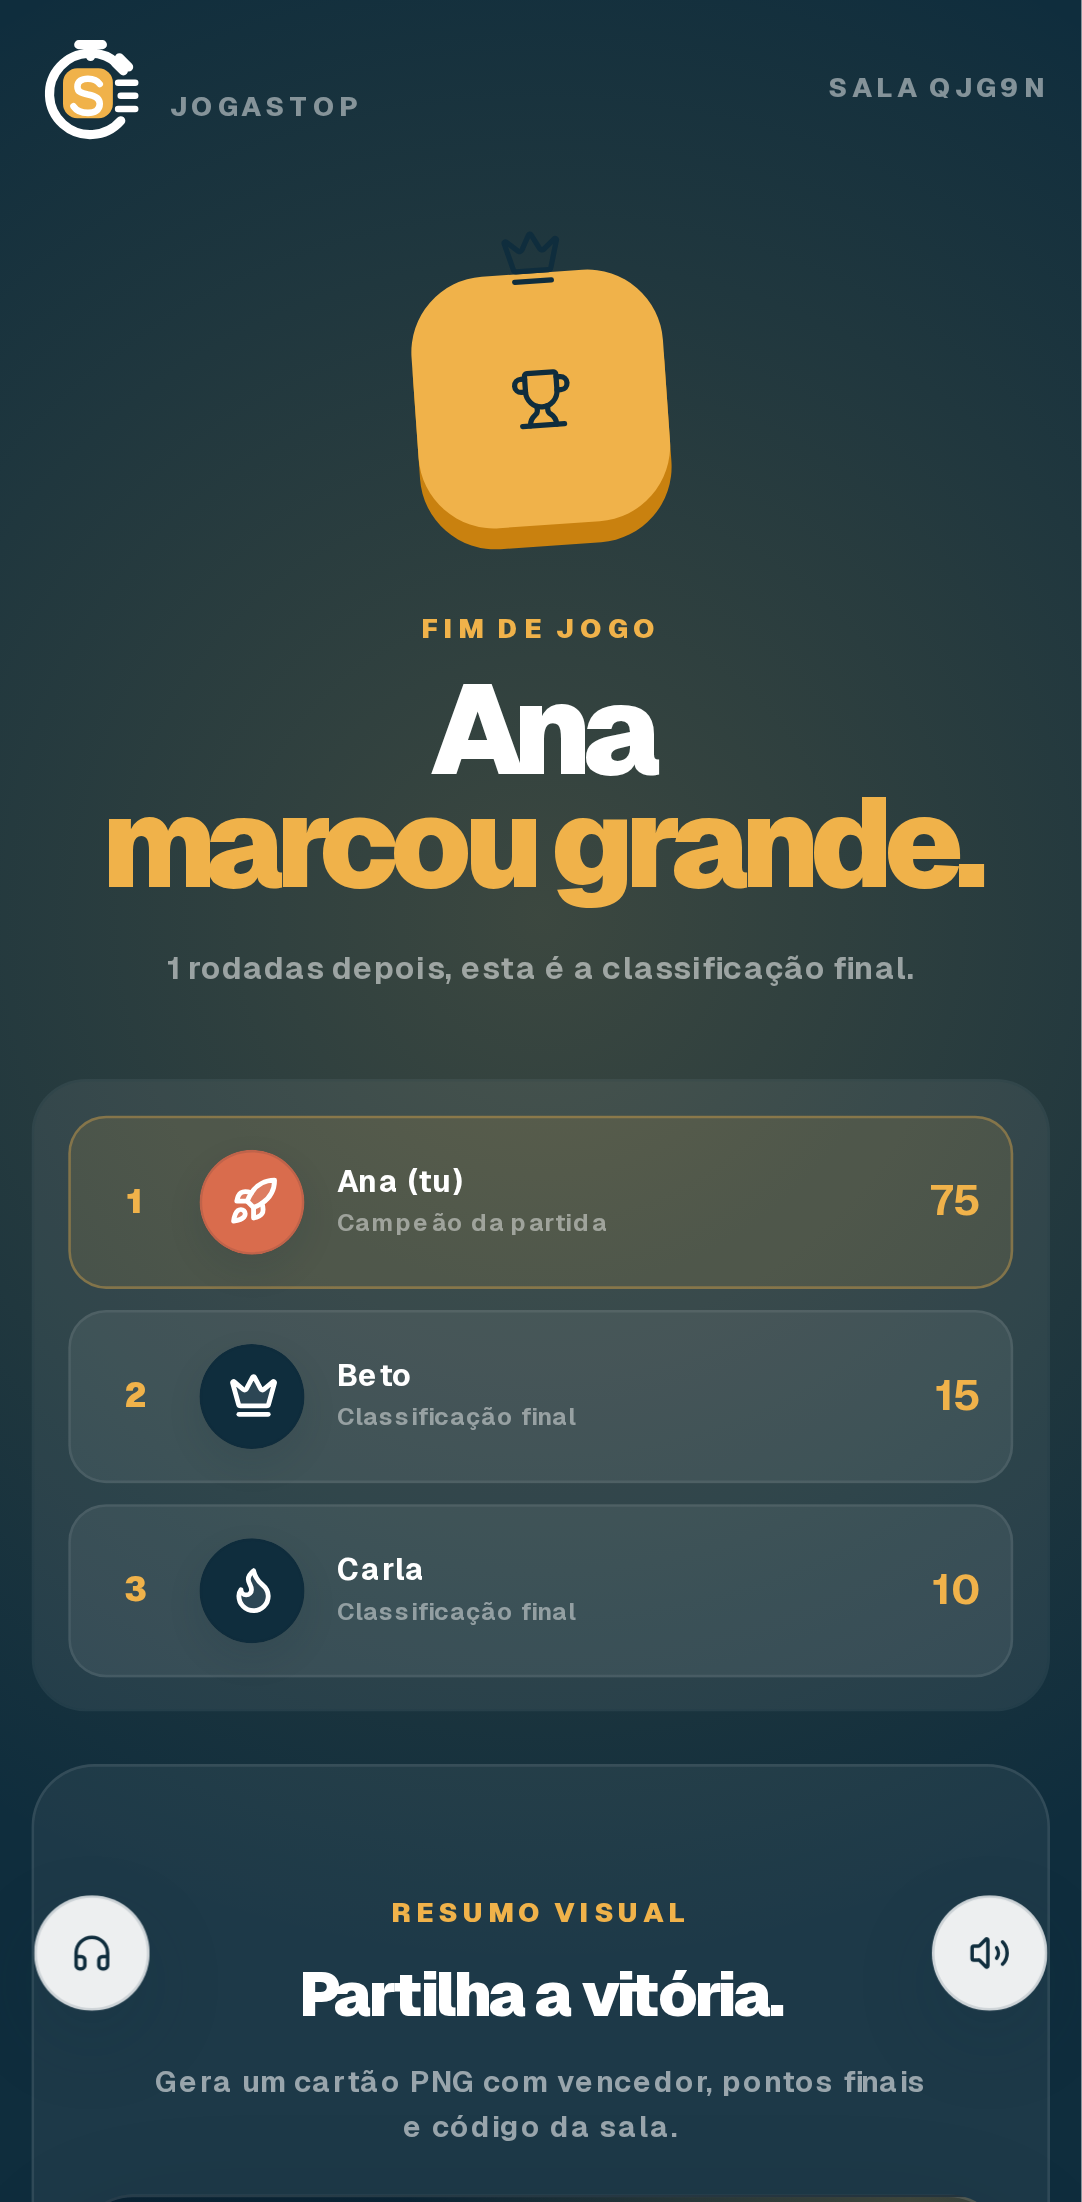 S
JOGASTOP
SALA QJG9N
FIM DE JOGO
Ana
marcou grande.
1 rodadas depois, esta é a classificação final.
1
Ana (tu)
Campeão da partida
75
2
Beto
Classificação final
15
3
Carla
Classificação final
10
RESUMO VISUAL
Partilha a vitória.
Gera um cartão PNG com vencedor, pontos finais
e código da sala.